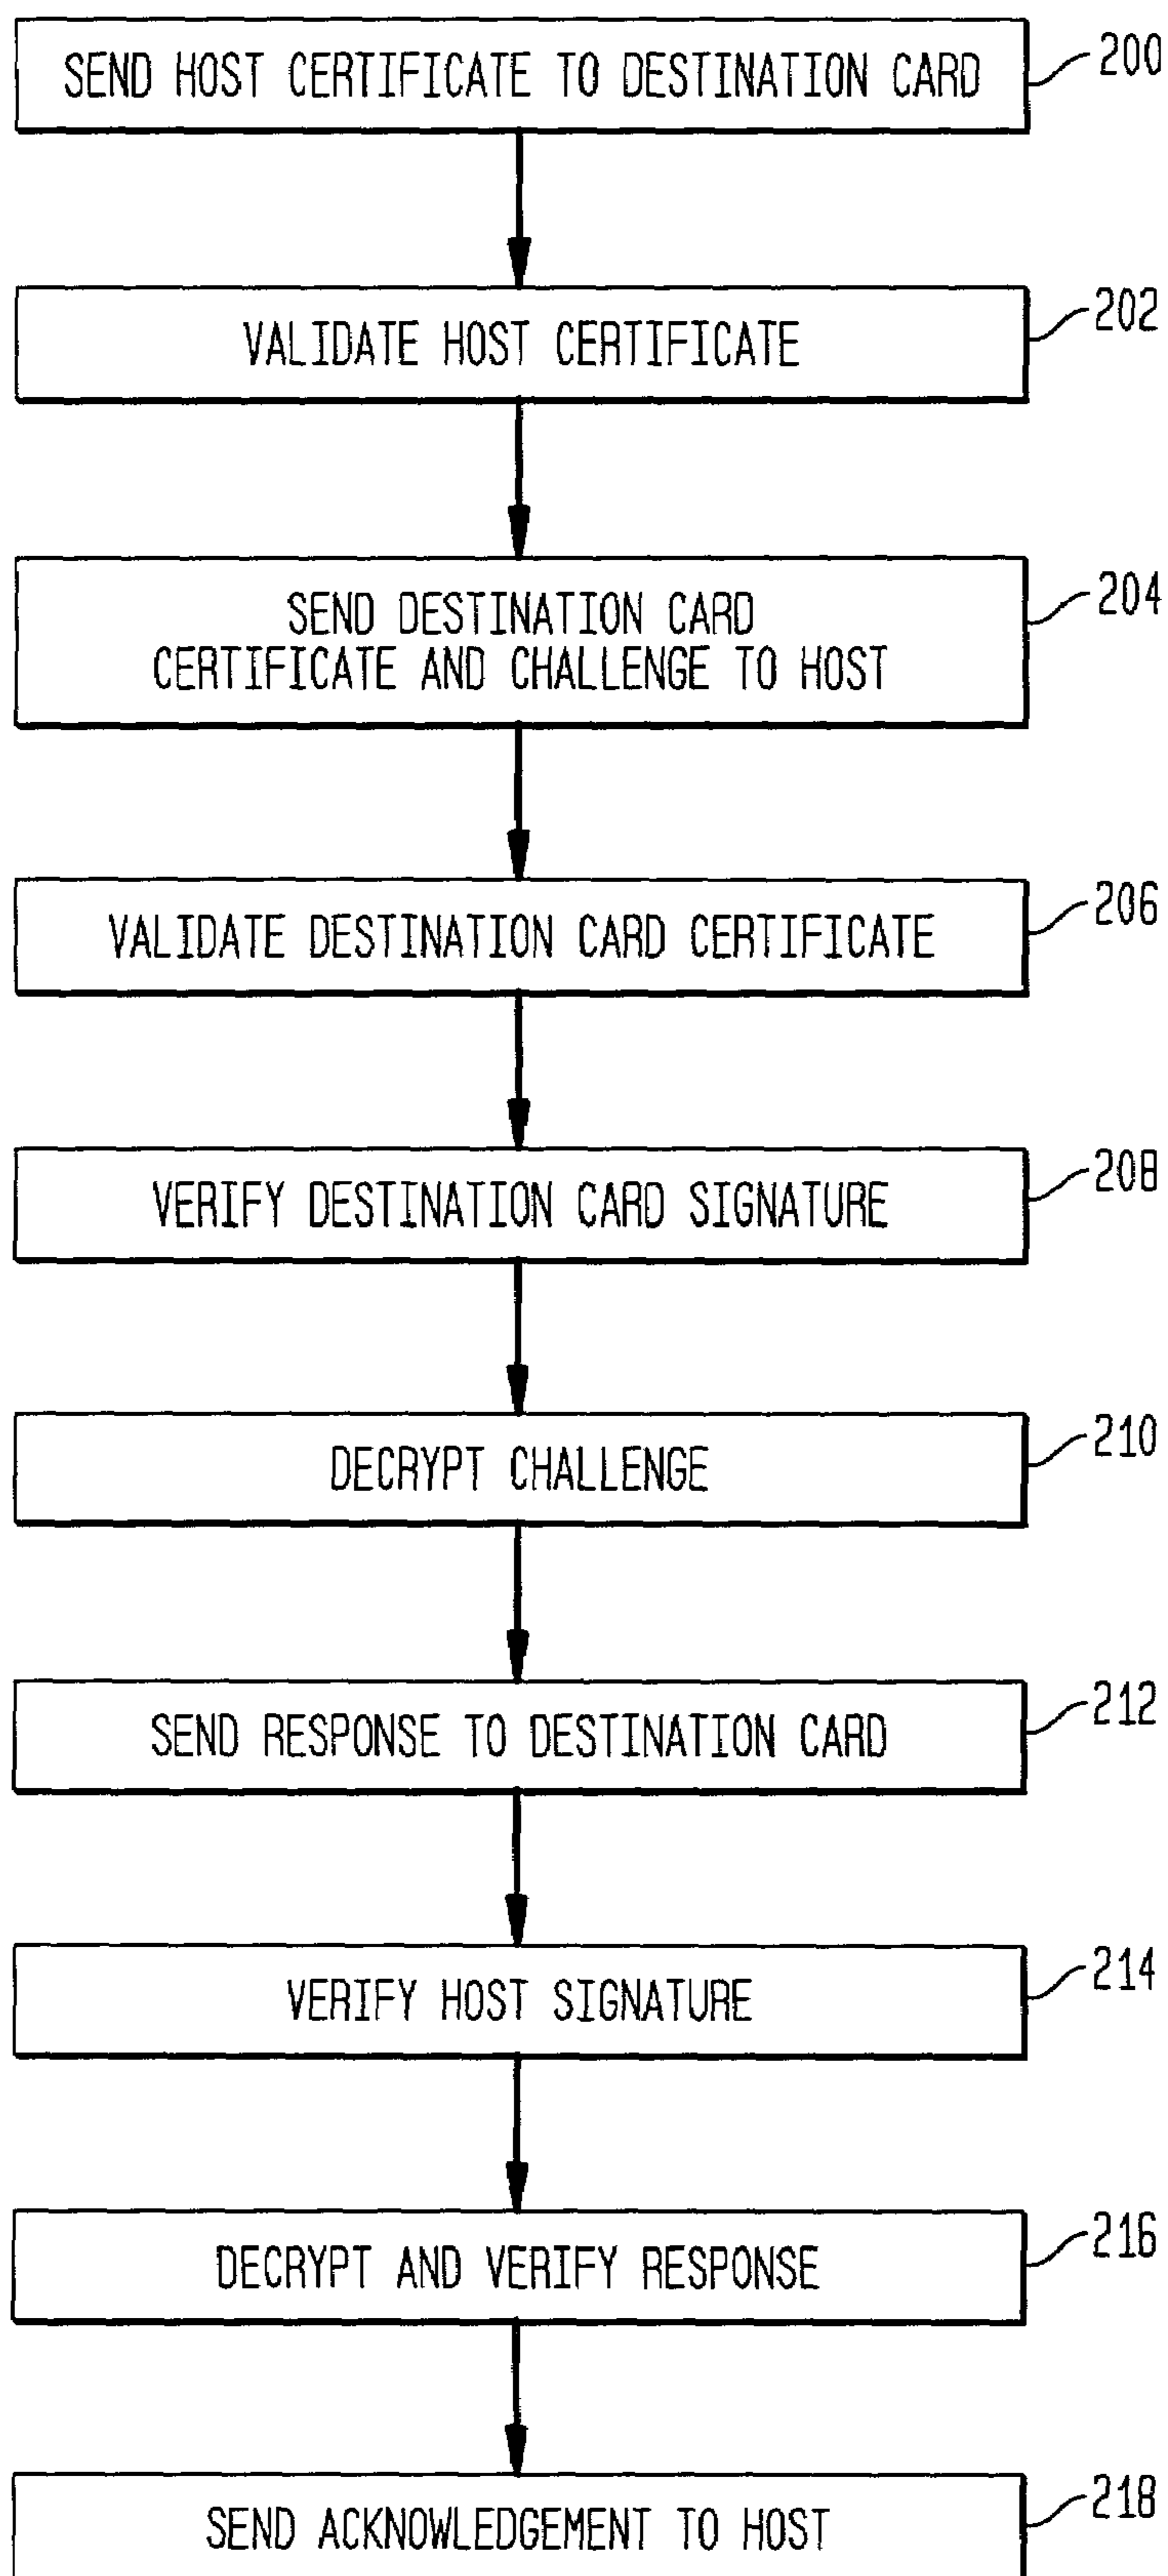 SEND HOST CERTIFICATE TO DESTINATION CARD
200
VALIDATE HOST CERTIFICATE
202
SEND DESTINATION CARD
CERTIFICATE AND CHALLENGE TO HOST
204
VALIDATE DESTINATION CARD CERTIFICATE
206
VERIFY DESTINATION CARD SIGNATURE
208
DECRYPT CHALLENGE
210
SEND RESPONSE TO DESTINATION CARD
212
VERIFY HOST SIGNATURE
214
DECRYPT AND VERIFY RESPONSE
216
SEND ACKNOWLEDGEMENT TO HOST
218